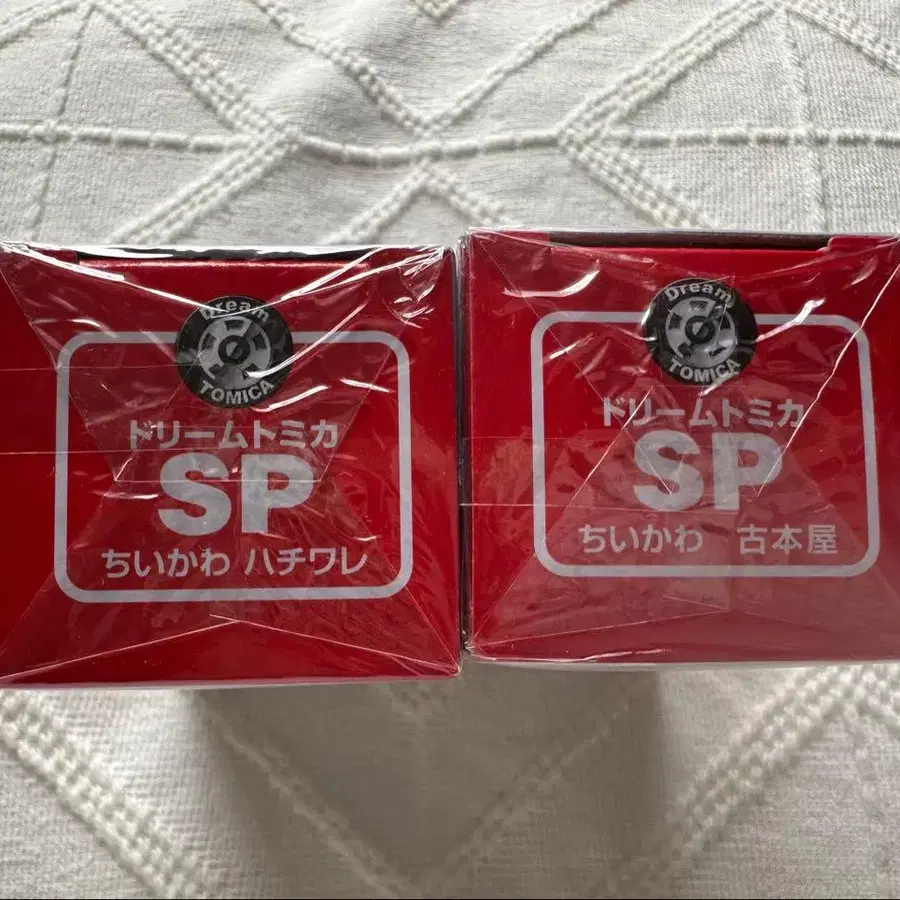 Dream
TOMICA
ドリームトミカ
SP
ちいかわ ハチワレ
Dream
TOMICA
ドリームトミカ
SP
ちいかわ 古本屋